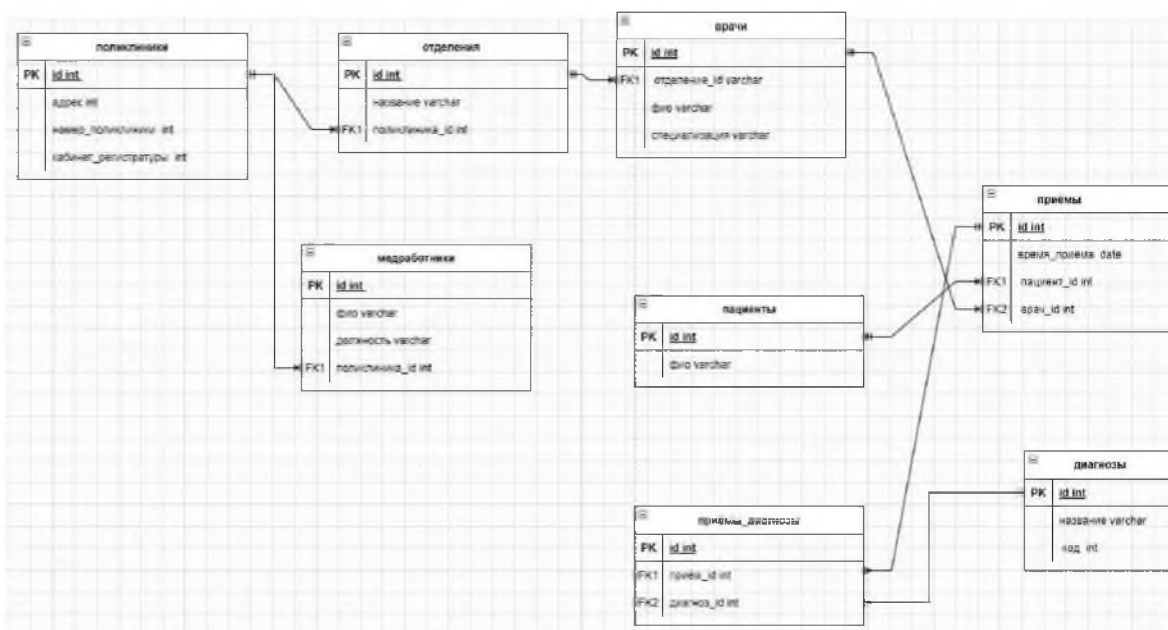 поликлиники
PK id int
адрес int
номер_поликлиники int
кабинет_регистратуры int
отделения
PK id int
название varchar
FK1 поликлиника_id int
врачи
PK id int
FK1 отделение_id varchar
фио varchar
специализация varchar
медработники
PK id int
фио varchar
должность varchar
FK1 поликлиника_id int
приёмы
PK id int
время_приёма date
FK1 пациент_id int
FK2 врач_id int
пациенты
PK id int
фио varchar
диагнозы
PK id int
название varchar
код int
приёмы_диагнозы
PK id int
FK1 приём_id int
FK2 диагноз_id int